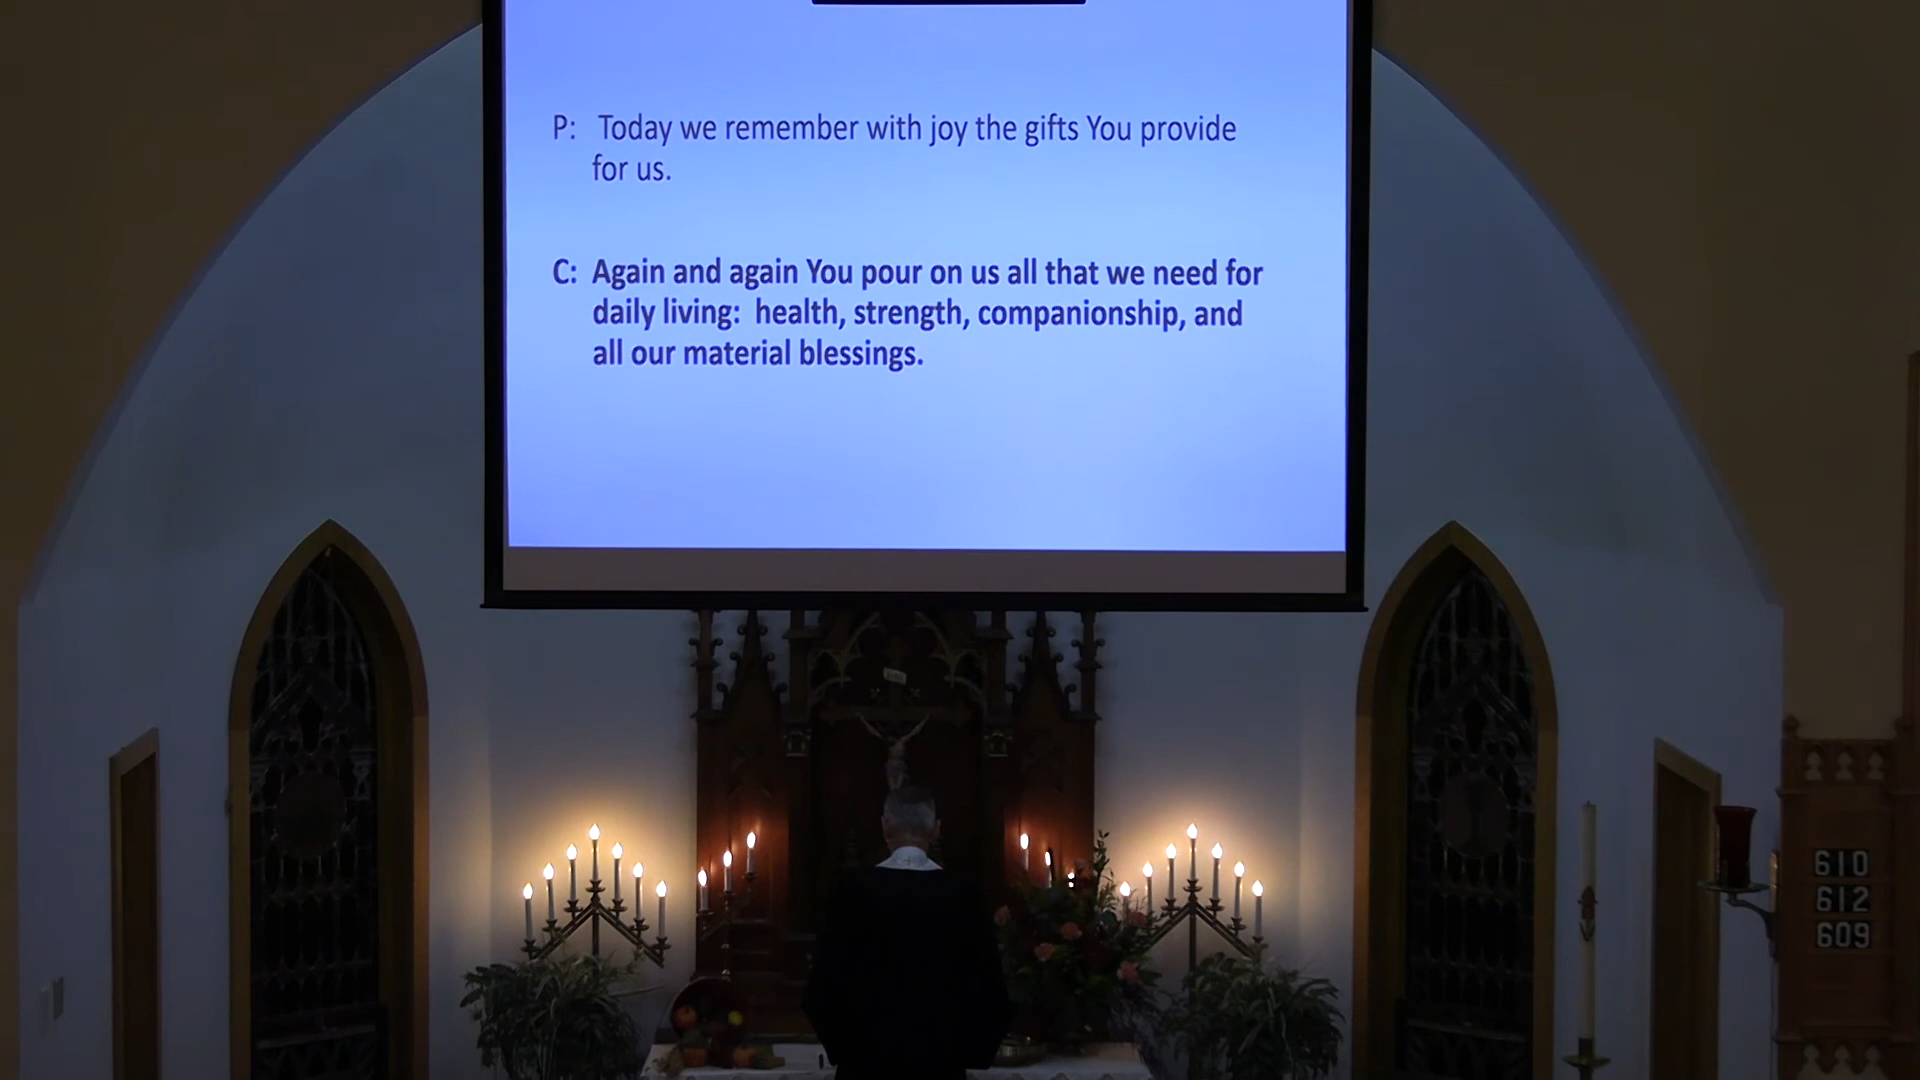 P: Today we remember with joy the gifts You provide
for us.
C: Again and again You pour on us all that we need for
daily living: health, strength, companionship, and
all our material blessings.
610
612
609